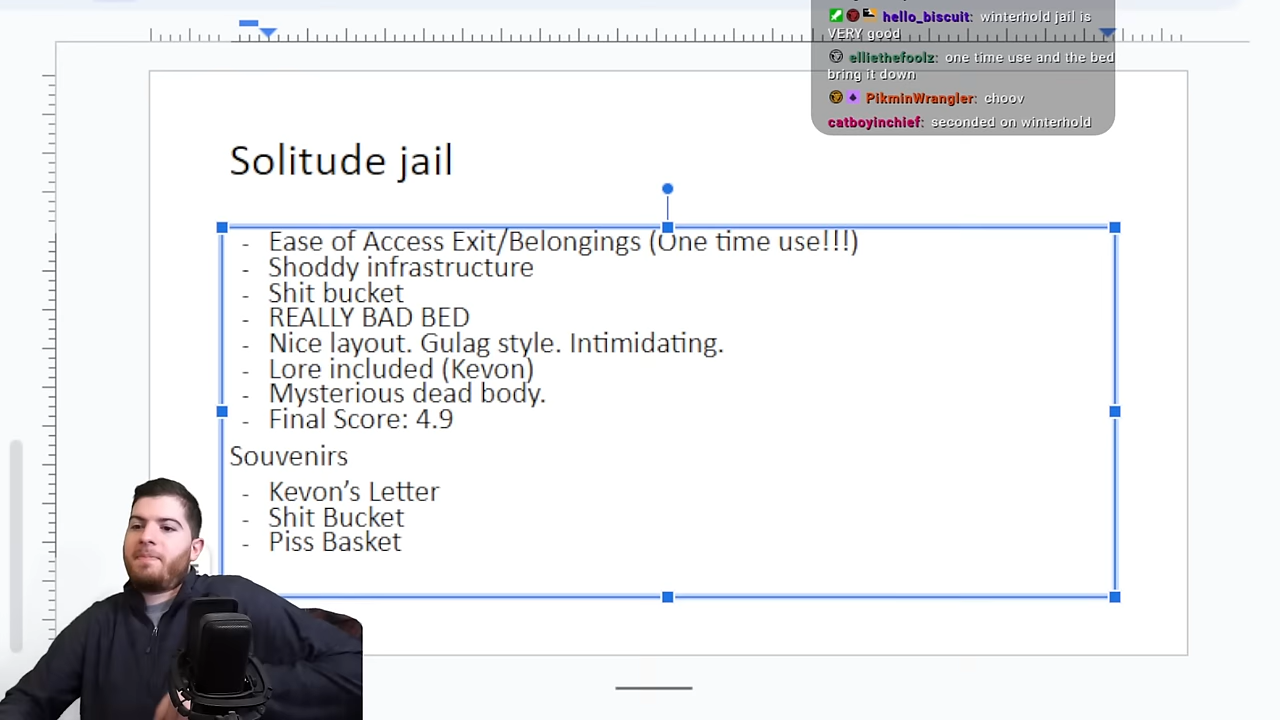 hello_biscuit: winterhold jail is
VERY good
elliethefoolz: one time use and the bed
bring it down
PikminWrangler: choov
catboyinchief: seconded on winterhold
Solitude jail
- Ease of Access Exit/Belongings (One time use!!!)
- Shoddy infrastructure
- Shit bucket
- REALLY BAD BED
- Nice layout. Gulag style. Intimidating.
- Lore included (Kevon)
- Mysterious dead body.
- Final Score: 4.9
Souvenirs
- Kevon’s Letter
- Shit Bucket
- Piss Basket